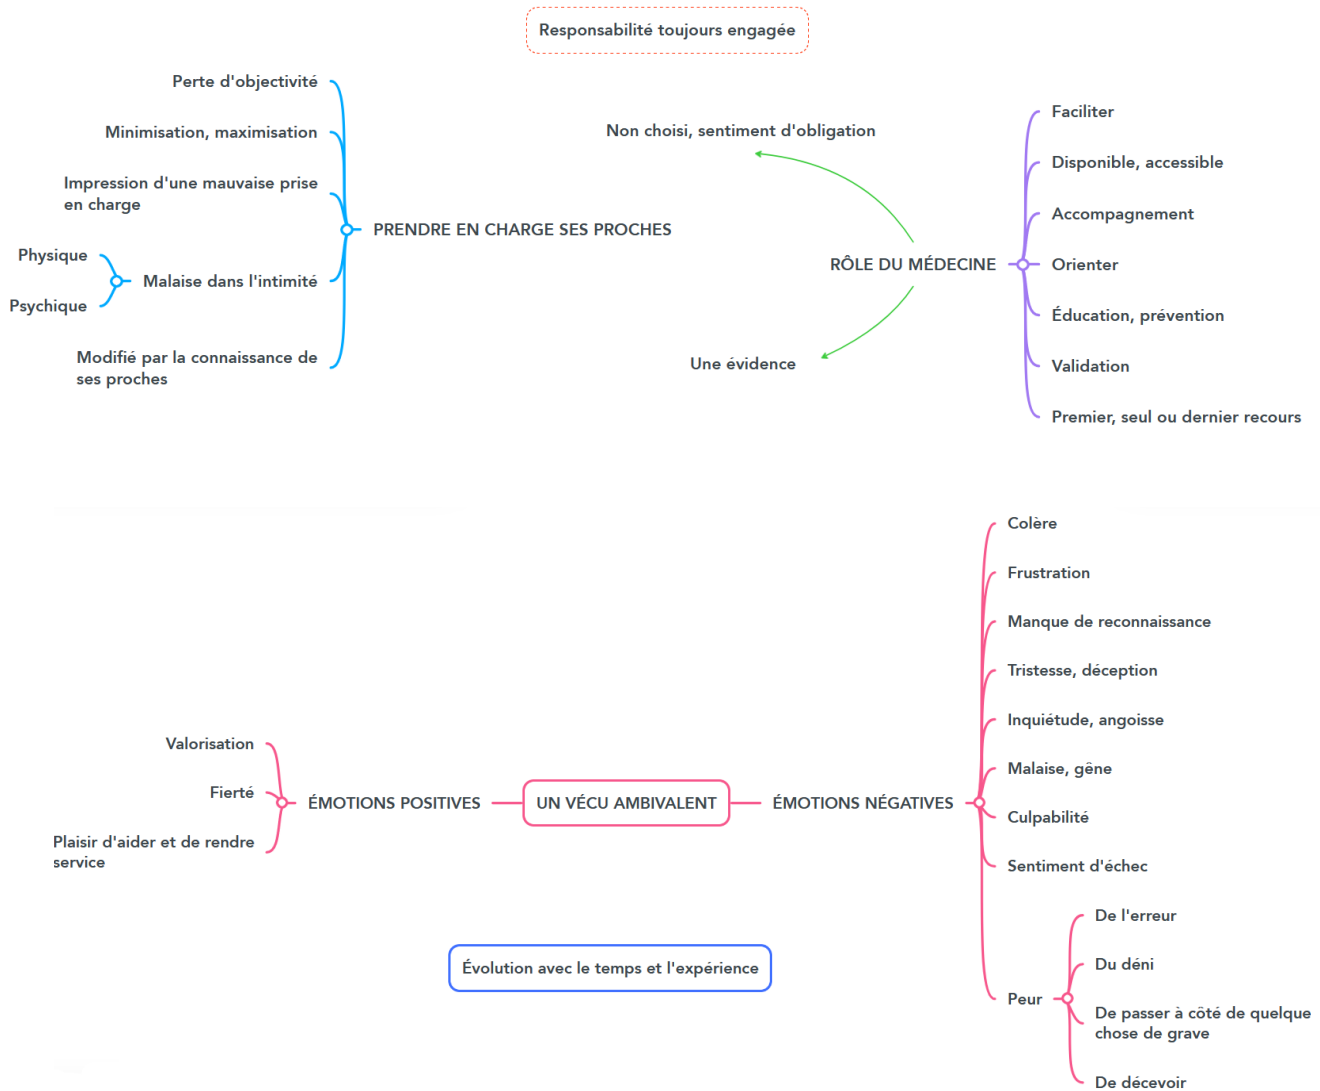 Responsabilité toujours engagée
Perte d'objectivité
Minimisation, maximisation
Impression d'une mauvaise prise
en charge
PRENDRE EN CHARGE SES PROCHES
Physique
Malaise dans l'intimité
Psychique
Modifié par la connaissance de
ses proches
Non choisi, sentiment d'obligation
RÔLE DU MÉDECINE
Une évidence
Faciliter
Disponible, accessible
Accompagnement
Orienter
Éducation, prévention
Validation
Premier, seul ou dernier recours
Valorisation
Fierté
Plaisir d'aider et de rendre
service
ÉMOTIONS POSITIVES
UN VÉCU AMBIVALENT
ÉMOTIONS NÉGATIVES
Colère
Frustration
Manque de reconnaissance
Tristesse, déception
Inquiétude, angoisse
Malaise, gêne
Culpabilité
Sentiment d'échec
Peur
De l'erreur
Du déni
De passer à côté de quelque
chose de grave
De décevoir
Évolution avec le temps et l'expérience